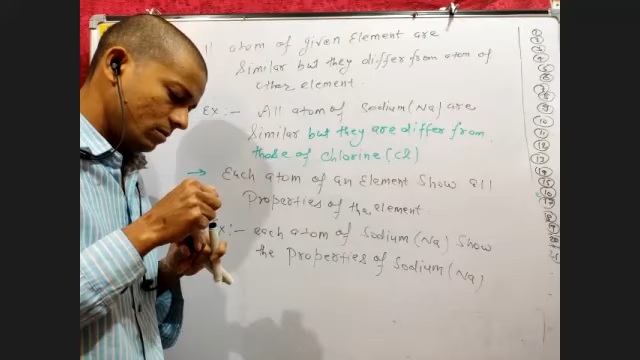 ll atom of given Element are
Similar but they differ from atom of
other element.
Ex :- All atom of Sodium (Na) are
Similar but they are differ from
those of chlorine (Cl)
→ Each atom of an Element Show all
Properties of the element.
x :- each atom of Sodium (Na) Show
the Properties of Sodium (Na)